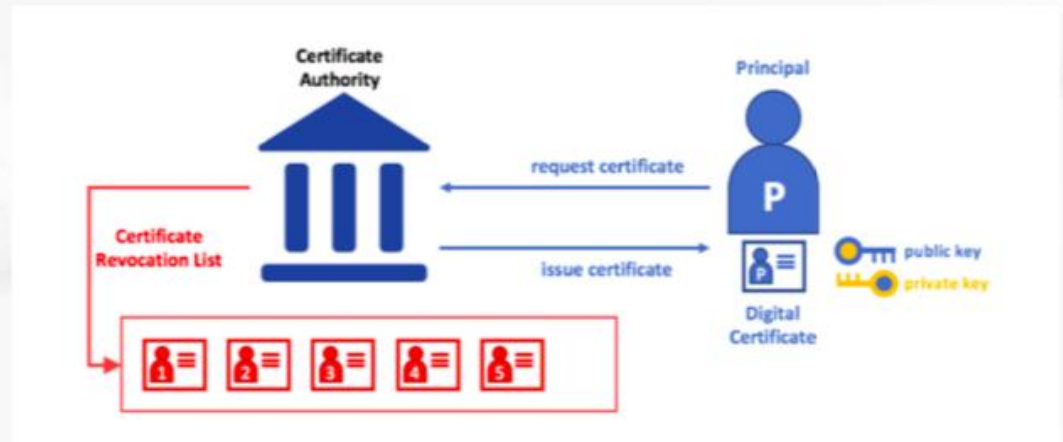 Certificate
Authority
Principal
request certificate
P
Certificate
Revocation List
issue certificate
P
public key
private key
Digital
Certificate
1 2 3 4 5